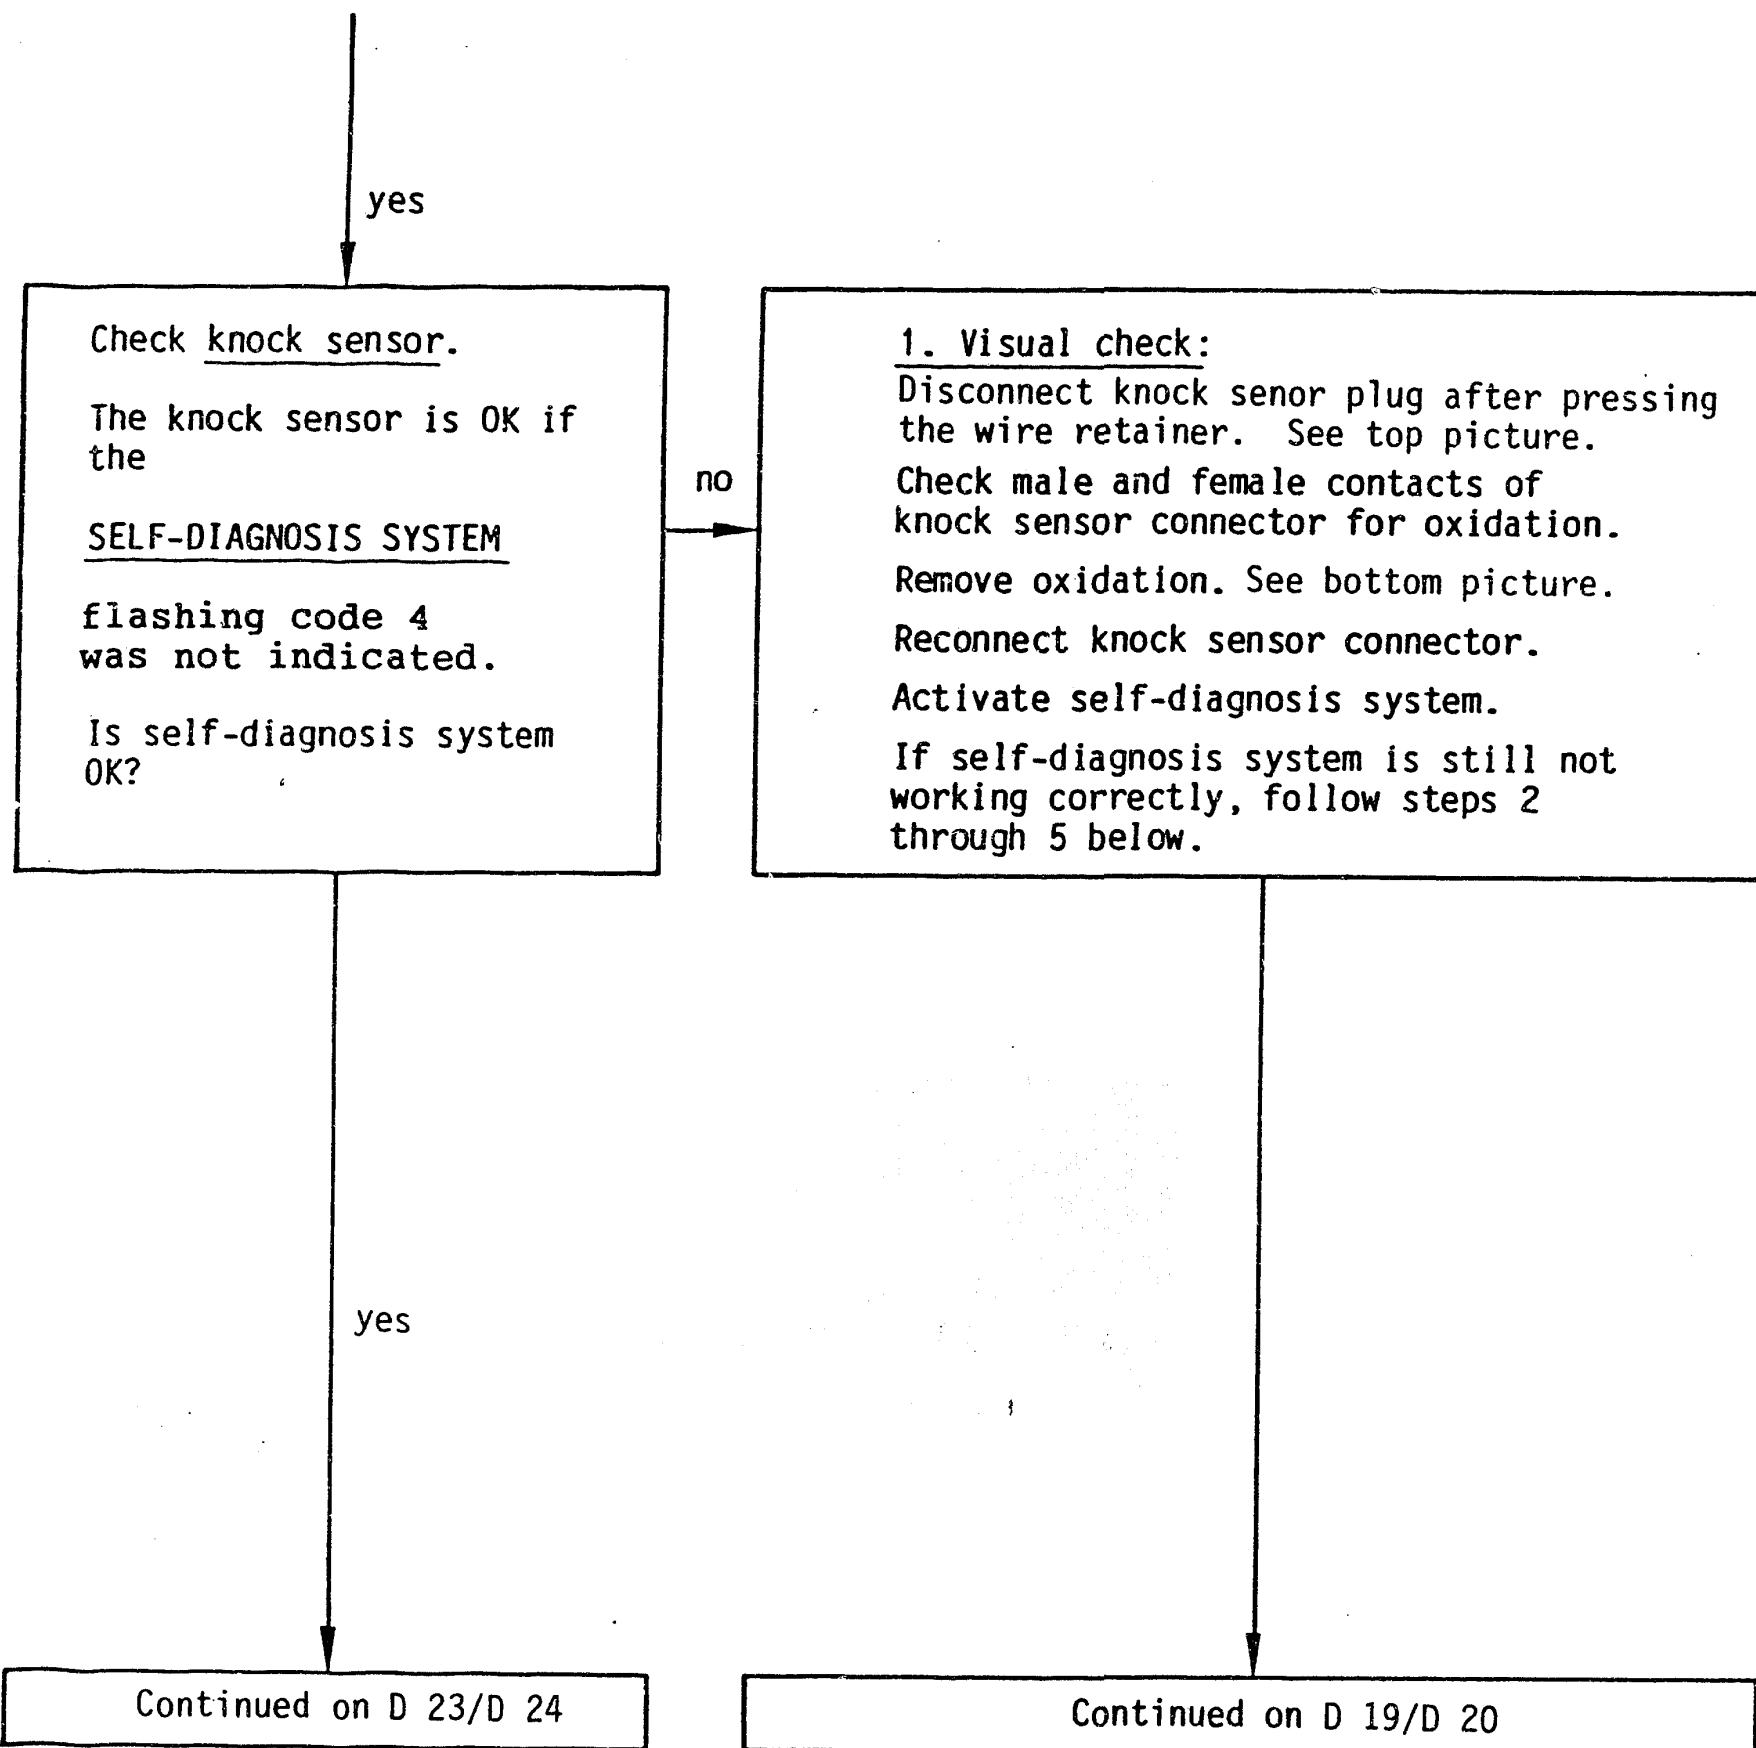 yes
Check knock sensor.
The knock sensor is OK if
the
SELF-DIAGNOSIS SYSTEM
flashing code 4
was not indicated.
Is self-diagnosis system
OK?
no
1. Visual check:
Disconnect knock senor plug after pressing
the wire retainer. See top picture.
Check male and female contacts of
knock sensor connector for oxidation.
Remove oxidation. See bottom picture.
Reconnect knock sensor connector.
Activate self-diagnosis system.
If self-diagnosis system is still not
working correctly, follow steps 2
through 5 below.
yes
Continued on D 23/D 24
Continued on D 19/D 20